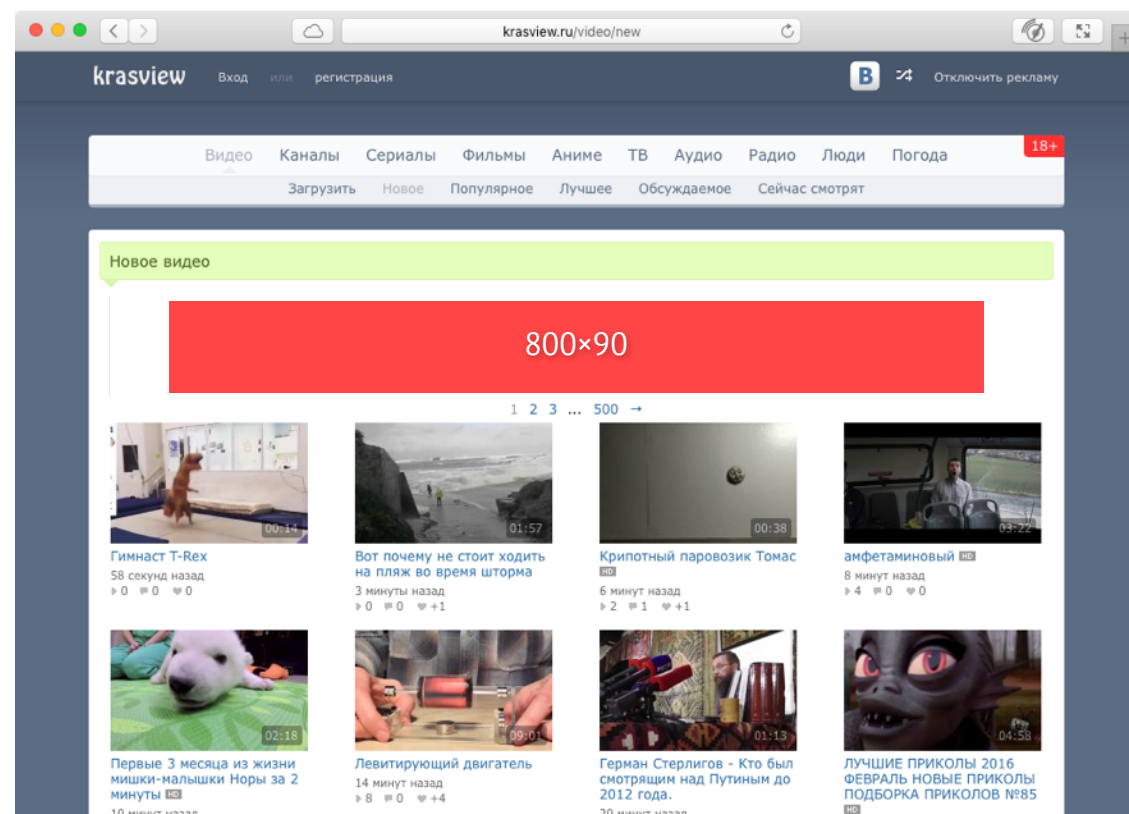 krasview.ru/video/new
krasview Вход или регистрация Отключить рекламу
18+
Видео Каналы Сериалы Фильмы Аниме ТВ Аудио Радио Люди Погода
Загрузить Новое Популярное Лучшее Обсуждаемое Сейчас смотрят
Новое видео
800×90
1 2 3 ... 500 →
00:14 01:57 00:38 03:22
Гимнаст T-Rex
58 секунд назад
0 0 0
Вот почему не стоит ходить
на пляж во время шторма
3 минуты назад
0 0 +1
Крипотный паровозик Томас
HD
6 минут назад
2 1 +1
амфетаминовый HD
8 минут назад
4 0 0
02:18 09:01 01:13 04:58
Первые 3 месяца из жизни
мишки-малышки Норы за 2
минуты HD
19 минут назад
Левитирующий двигатель
14 минут назад
8 0 +4
Герман Стерлигов - Кто был
смотрящим над Путиным до
2012 года.
20 минут назад
ЛУЧШИЕ ПРИКОЛЫ 2016
ФЕВРАЛЬ НОВЫЕ ПРИКОЛЫ
ПОДБОРКА ПРИКОЛОВ №85
HD